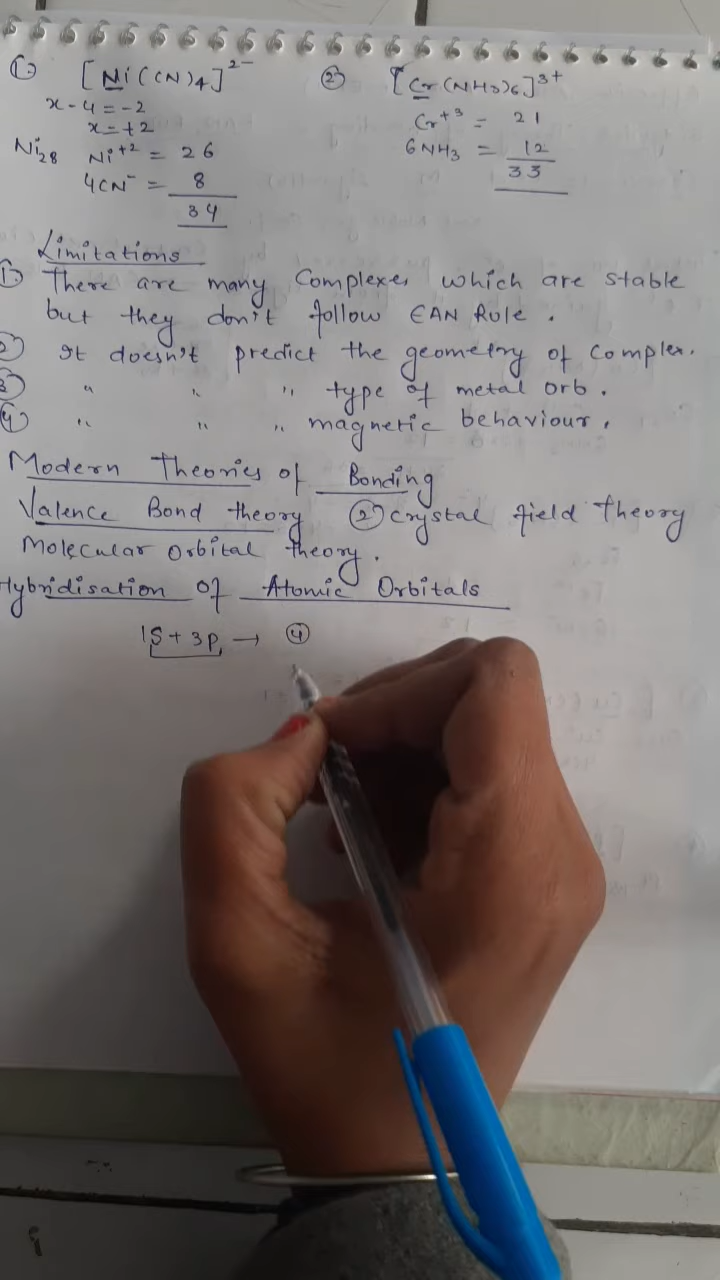 ① [Ni(CN)4]²⁻ ② [Cr(NH3)6]³⁺
x-4=-2
x=+2
Cr⁺³ = 21
Ni28 Ni⁺² = 26
6NH3 = 12
4CN⁻ = 8
33
34
Limitations
① There are many Complexes which are stable
but they don't follow EAN Rule.
② It doesn't predict the geometry of Complex.
③ " " " type of metal orb.
④ " " " magnetic behaviour.
Modern Theories of Bonding
Valence Bond theory ② Crystal field Theory
Molecular Orbital theory.
Hybridisation of Atomic Orbitals
1S + 3P → ④